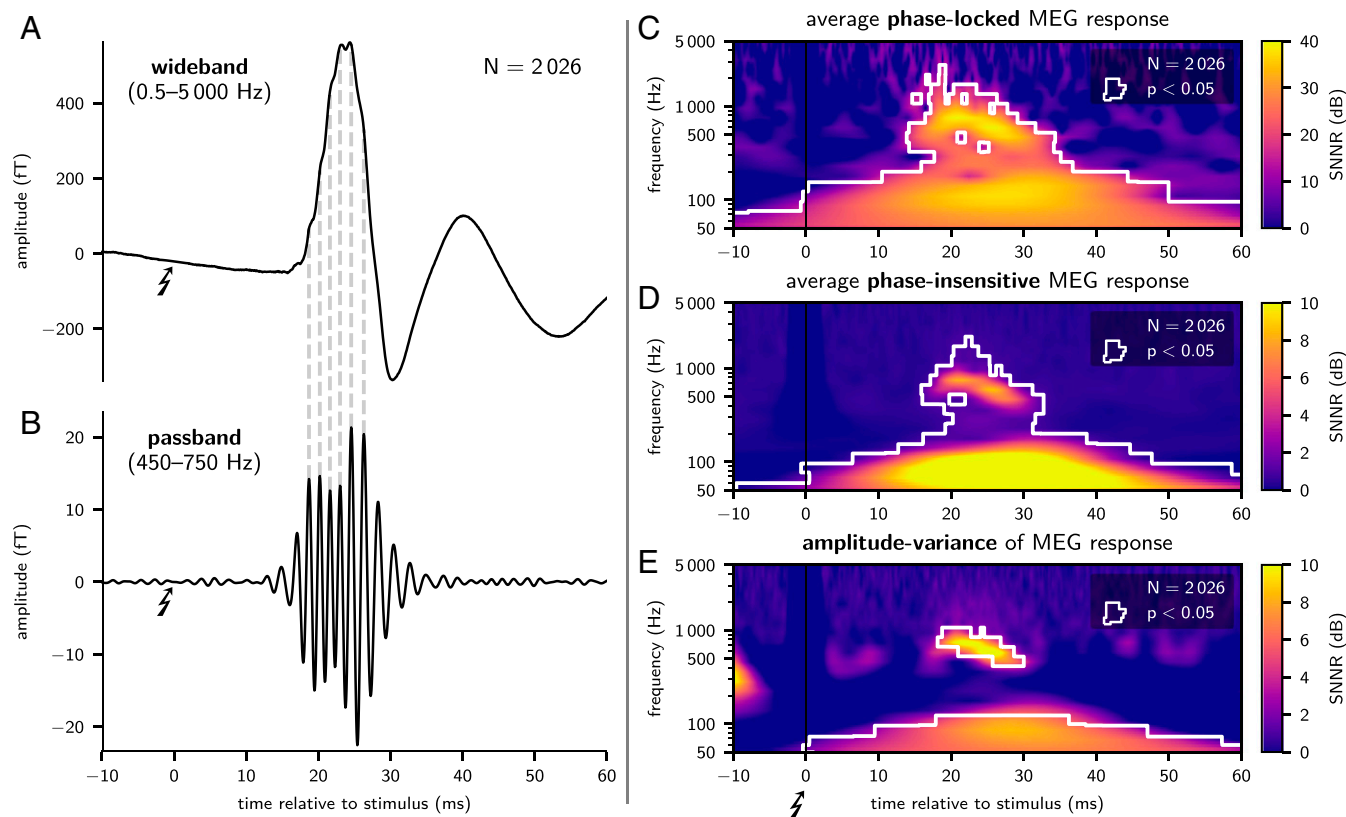 A
wideband
(0.5–5 000 Hz)
N = 2 026
amplitude (fT)
400
200
0
−200
B
passband
(450–750 Hz)
amplitude (fT)
20
10
0
−10
−20
−10 0 10 20 30 40 50 60
time relative to stimulus (ms)
C
average phase-locked MEG response
frequency (Hz)
5 000
1 000
500
100
50
N = 2 026
p < 0.05
−10 0 10 20 30 40 50 60
40
30
20
10
0
SNNR (dB)
D
average phase-insensitive MEG response
frequency (Hz)
5 000
1 000
500
100
50
N = 2 026
p < 0.05
−10 0 10 20 30 40 50 60
10
8
6
4
2
0
SNNR (dB)
E
amplitude-variance of MEG response
frequency (Hz)
5 000
1 000
500
100
50
N = 2 026
p < 0.05
−10 0 10 20 30 40 50 60
time relative to stimulus (ms)
10
8
6
4
2
0
SNNR (dB)